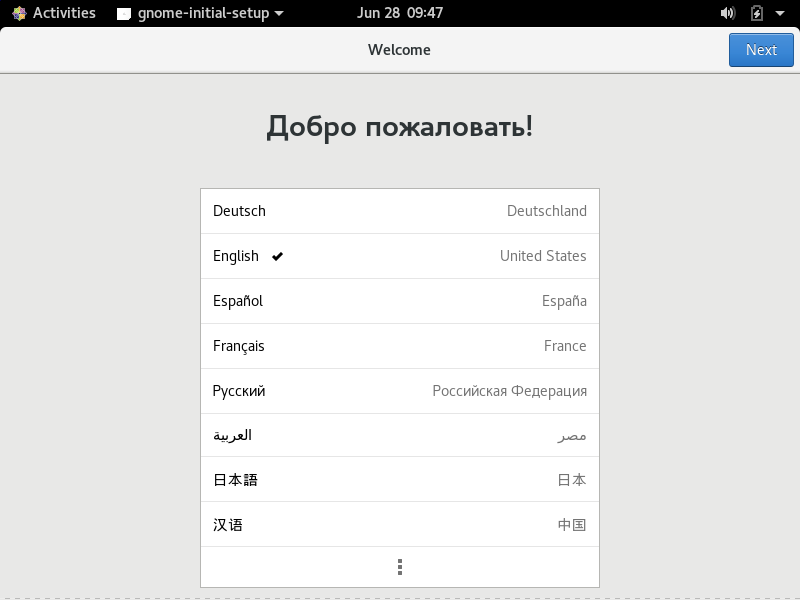 Activities gnome-initial-setup Jun 28 09:47
Welcome Next
Добро пожаловать!
Deutsch Deutschland
English United States
Español España
Français France
Русский Российская Федерация
العربية مصر
日本語 日本
汉语 中国